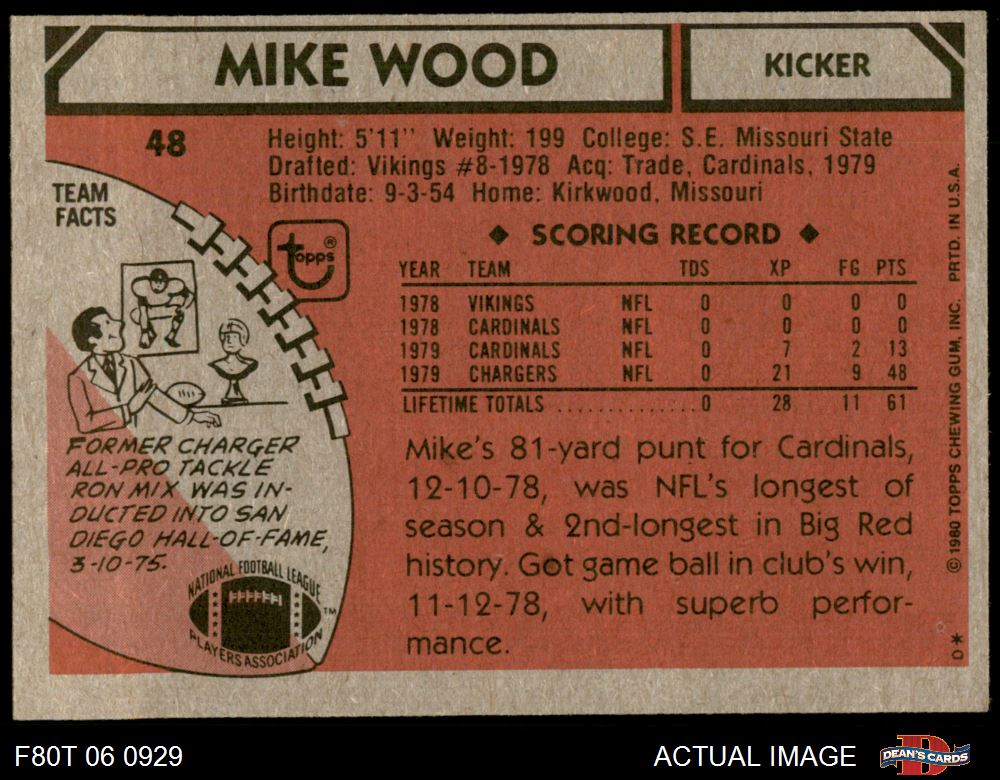 MIKE WOOD
KICKER
48
Height: 5'11" Weight: 199 College: S.E. Missouri State
Drafted: Vikings #8-1978 Acq: Trade, Cardinals, 1979
Birthdate: 9-3-54 Home: Kirkwood, Missouri
TEAM
FACTS
topps®
◆ SCORING RECORD ◆
YEAR TEAM TDS XP FG PTS
1978 VIKINGS NFL 0 0 0 0
1978 CARDINALS NFL 0 0 0 0
1979 CARDINALS NFL 0 7 2 13
1979 CHARGERS NFL 0 21 9 48
LIFETIME TOTALS ..............0 28 11 61
FORMER CHARGER
ALL-PRO TACKLE
RON MIX WAS IN-
DUCTED INTO SAN
DIEGO HALL-OF-FAME,
3-10-75.
NATIONAL FOOTBALL LEAGUE
PLAYERS ASSOCIATION
TM
Mike's 81-yard punt for Cardinals,
12-10-78, was NFL's longest of
season & 2nd-longest in Big Red
history. Got game ball in club's win,
11-12-78, with superb perfor-
mance.
© 1980 TOPPS CHEWING GUM, INC. PRTD. IN U.S.A.
D*
F80T 06 0929
ACTUAL IMAGE
DEAN'S CARDS